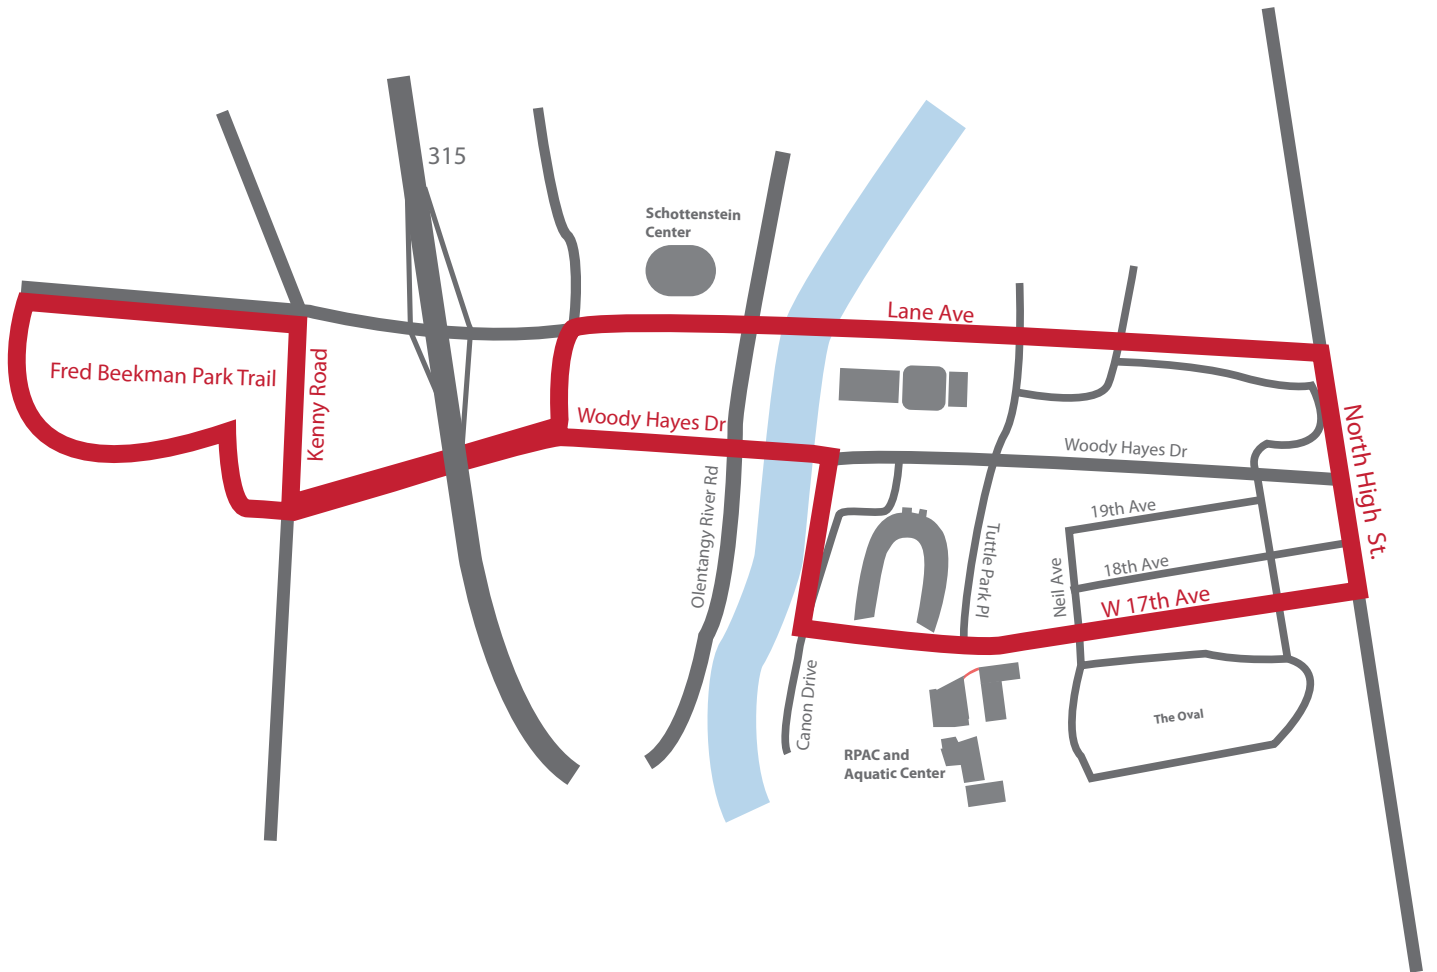 315
Schottenstein
Center
Lane Ave
Fred Beekman Park Trail
Kenny Road
Woody Hayes Dr
Woody Hayes Dr
North High St.
Olentangy River Rd
19th Ave
Tuttle Park Pl
Neil Ave
18th Ave
W 17th Ave
Canon Drive
The Oval
RPAC and
Aquatic Center